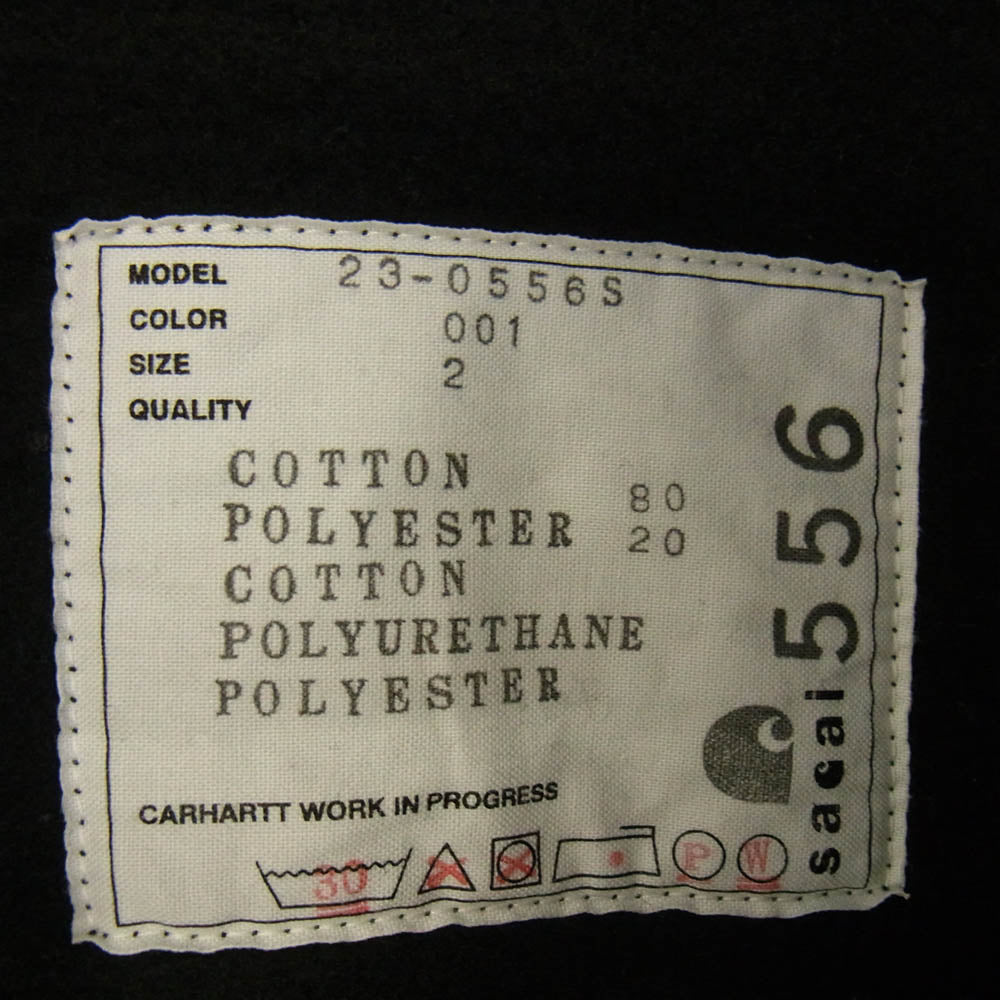 MODEL 23-0556S
COLOR 001
SIZE 2
QUALITY
COTTON 80
POLYESTER 20
COTTON
POLYURETHANE
POLYESTER
CARHARTT WORK IN PROGRESS
30 P W
sacai 556